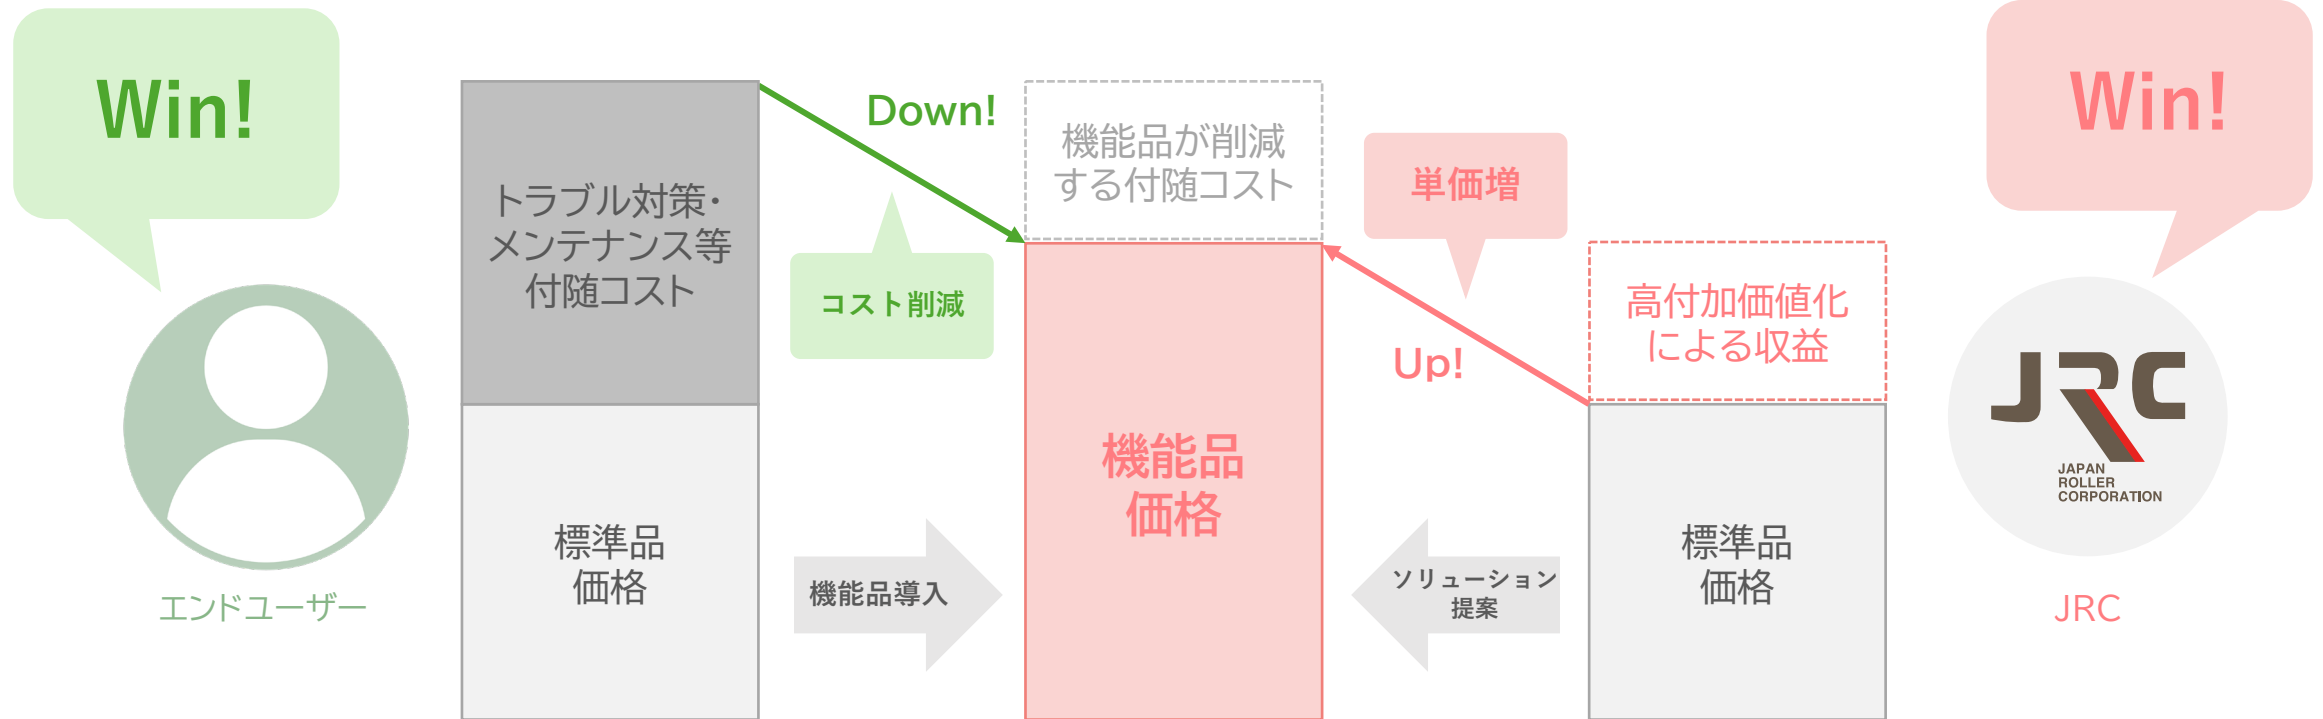 Win!
エンドユーザー
トラブル対策・
メンテナンス等
付随コスト
標準品
価格
Down!
コスト削減
機能品導入
機能品が削減
する付随コスト
機能品
価格
単価増
Up!
ソリューション
提案
高付加価値化
による収益
標準品
価格
Win!
JRC
JAPAN
ROLLER
CORPORATION
JRC